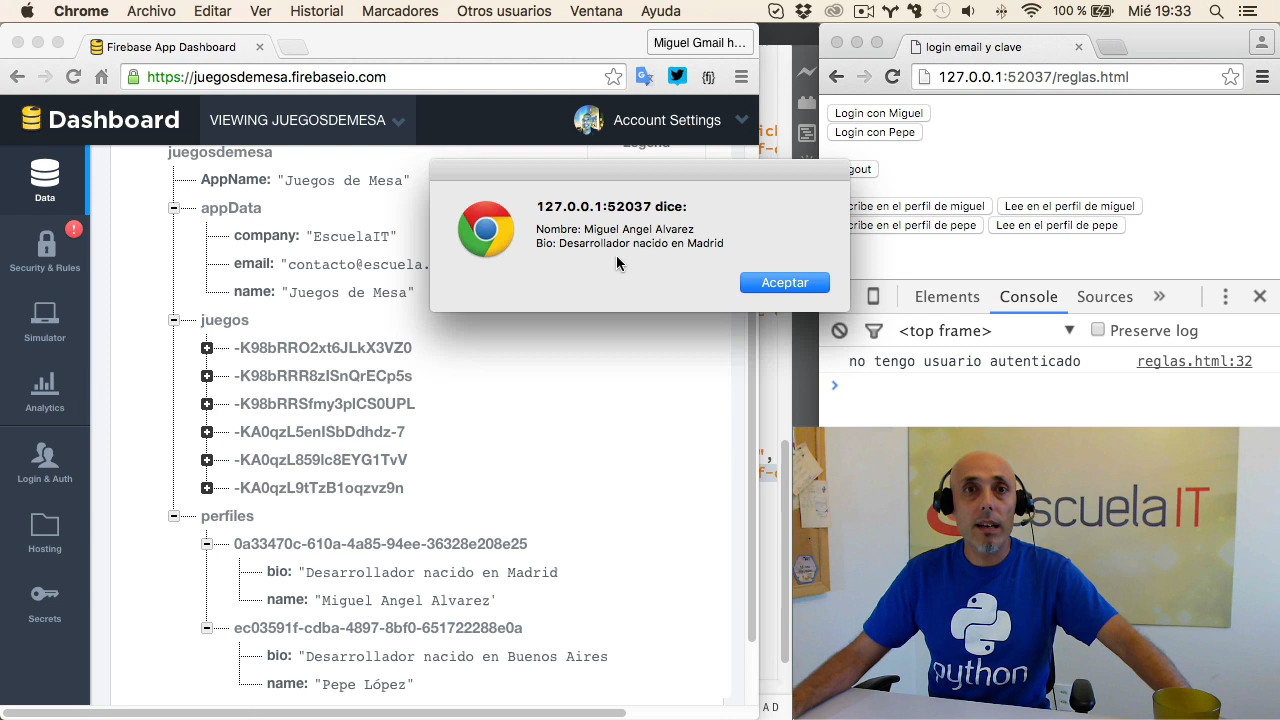 Chrome Archivo Editar Ver Historial Marcadores Otros usuarios Ventana Ayuda 100 % Mié 19:33
Firebase App Dashboard
Miguel Gmail h...
https://juegosdemesa.firebaseio.com
Dashboard
VIEWING JUEGOSDEMESA
Account Settings
Data
Security & Rules
Simulator
Analytics
Login & Auth
Hosting
Secrets
juegosdemesa
Legend
AppName: "Juegos de Mesa"
appData
company: "EscuelaIT"
email: "contacto@escuela.
name: "Juegos de Mesa"
juegos
-K98bRRO2xt6JLkX3VZ0
-K98bRRR8zISnQrECp5s
-K98bRRSfmy3plCS0UPL
-KA0qzL5enISbDdhdz-7
-KA0qzL859lc8EYG1TvV
-KA0qzL9tTzB1oqzvz9n
perfiles
0a33470c-610a-4a85-94ee-36328e208e25
bio: "Desarrollador nacido en Madrid
name: "Miguel Angel Alvarez'
ec03591f-cdba-4897-8bf0-651722288e0a
bio: "Desarrollador nacido en Buenos Aires
name: "Pepe López"
127.0.0.1:52037 dice:
Nombre: Miguel Angel Alvarez
Bio: Desarrollador nacido en Madrid
Aceptar
login email y clave
127.0.0.1:52037/reglas.html
Login con Miguel
Login con Pepe
gout
ribe en el perfil de miguel Lee en el perfil de miguel
cribe en el perfil de pepe Lee en el perfil de pepe
Elements Console Sources
<top frame> Preserve log
no tengo usuario autenticado reglas.html:32
escuelaIT
python
A D